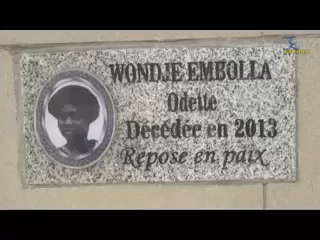 WONDJE EMBOLLA
Odette
Décédée en 2013
Repose en paix